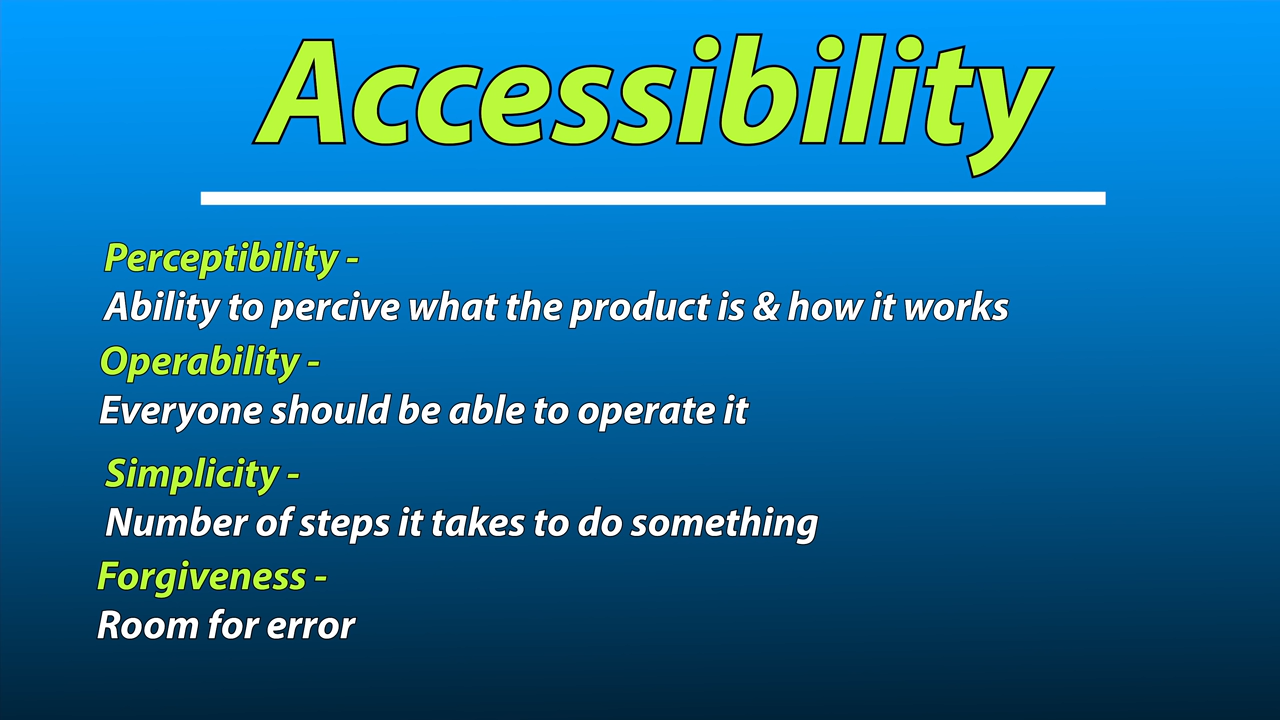 Accessibility
Perceptibility -
Ability to percive what the product is & how it works
Operability -
Everyone should be able to operate it
Simplicity -
Number of steps it takes to do something
Forgiveness -
Room for error